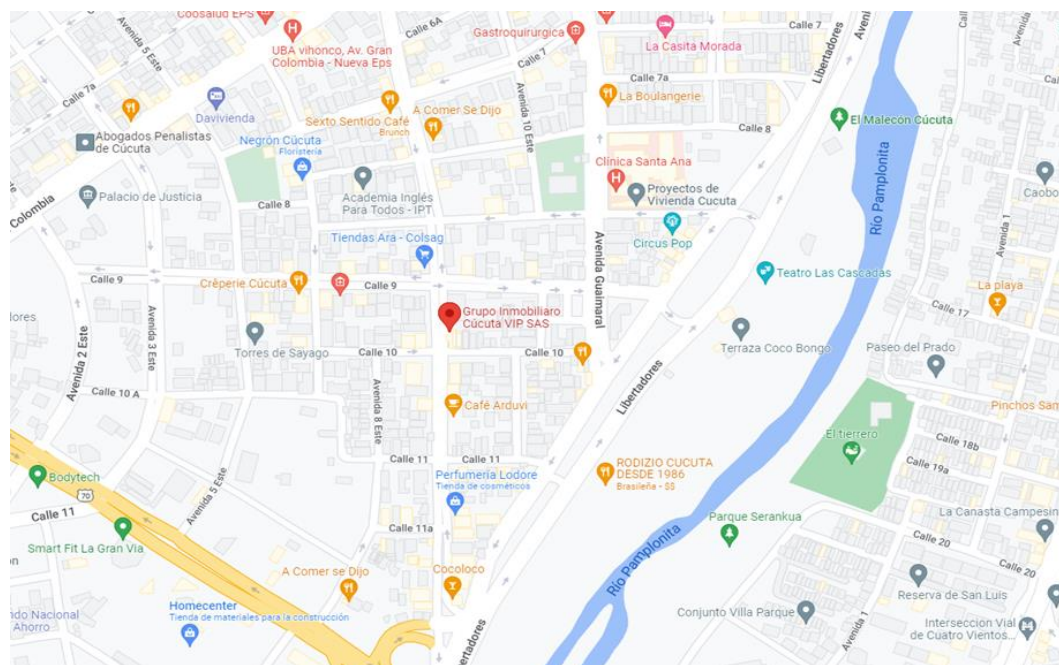 Coosalud EPS
Calle 6A
Calle 7
Avenida 5 Este
UBA vihonco, Av. Gran
Colombia - Nueva Eps
Gastroquirurgica
Calle 7
La Casita Morada
Libertadores
Calle 7a
Davivienda
Sexto Sentido Café
Brunch
A Comer Se Dijo
Avenida 10 Este
Calle 7a
La Boulangerie
El Malecón Cúcuta
Abogados Penalistas
de Cúcuta
Negrón Cúcuta
Floristería
Calle 8
Clínica Santa Ana
Palacio de Justicia
Colombia
Calle 8
Academia Inglés
Para Todos - IPT
Proyectos de
Vivienda Cucuta
Río Pamplonita
Avenida 1
Tiendas Ara - Colsag
Circus Pop
Avenida Guaimaral
Teatro Las Cascadas
Calle 9
Crêperie Cúcuta
Calle 9
La playa
Calle 17
Grupo Inmobiliaro
Cúcuta VIP SAS
Avenida 2 Este
Avenida 3 Este
Torres de Sayago
Calle 10
Calle 10
Terraza Coco Bongo
Paseo del Prado
Libertadores
Calle 10 A
Avenida 8 Este
Café Arduvi
El tierrero
Calle 18b
Calle 19a
Bodytech
70
Calle 11
Avenida 5 Este
Calle 11
Calle 11
Perfumería Lodore
Tienda de cosméticos
RODIZIO CUCUTA
DESDE 1986
Brasileña - $$
Parque Serankua
Calle 20
Calle 20
Smart Fit La Gran Via
Calle 11a
A Comer se Dijo
Cocoloco
Libertadores
Río Pamplonita
Reserva de San Luis
Homecenter
Tienda de materiales para la construcción
Conjunto Villa Parque
Avenida 1
Intersección Vial
de Cuatro Vientos...
Ahorro